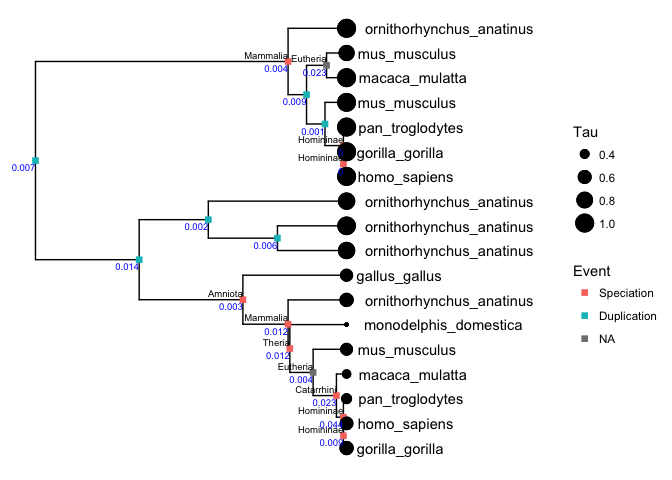 ornithorhynchus_anatinus
mus_musculus
Mammalia
Eutheria
0.004
0.023
macaca_mulatta
0.009
mus_musculus
0.001
pan_troglodytes
Homininae
gorilla_gorilla
Homininae
0.007
homo_sapiens
ornithorhynchus_anatinus
0.002
ornithorhynchus_anatinus
0.006
ornithorhynchus_anatinus
0.014
gallus_gallus
Amniota
0.003
ornithorhynchus_anatinus
Mammalia
0.012
monodelphis_domestica
Theria
0.012
mus_musculus
Eutheria
0.004
macaca_mulatta
Catarrhini
0.023
pan_troglodytes
Homininae
homo_sapiens
Homininae
0.009
gorilla_gorilla
Tau
0.4
0.6
0.8
1.0
Event
Speciation
Duplication
NA